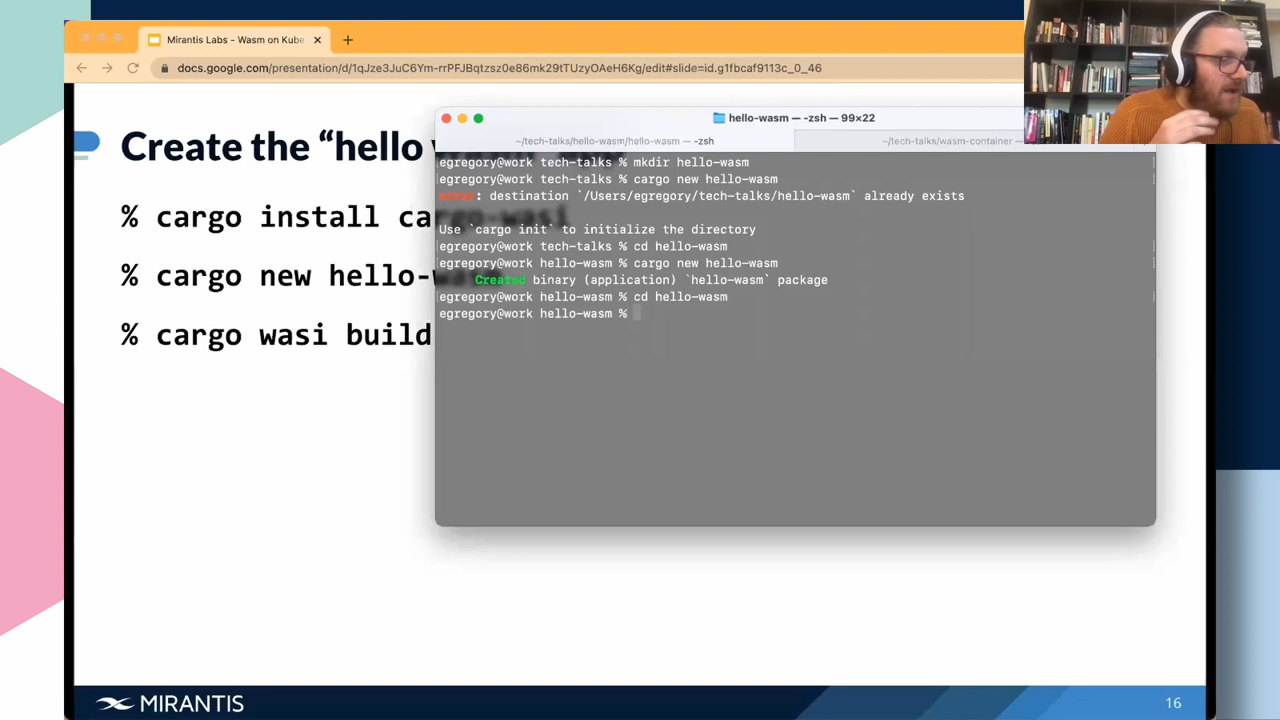 Mirantis Labs - Wasm on Kube
docs.google.com/presentation/d/1qJze3JuC6Ym-rrPFJBqtzsz0e86mk29tTUzyOAeH6Kg/edit#slide=id.g1fbcaf9113c_0_46
hello-wasm — -zsh — 99×22
~/tech-talks/hello-wasm/hello-wasm — -zsh
~/tech-talks/wasm-container —
Create the “hello
% cargo install cargo-wasi
% cargo new hello-
% cargo wasi build
egregory@work tech-talks % mkdir hello-wasm
egregory@work tech-talks % cargo new hello-wasm
error: destination `/Users/egregory/tech-talks/hello-wasm` already exists
Use `cargo init` to initialize the directory
egregory@work tech-talks % cd hello-wasm
egregory@work hello-wasm % cargo new hello-wasm
Created binary (application) `hello-wasm` package
egregory@work hello-wasm % cd hello-wasm
egregory@work hello-wasm %
MIRANTIS
16